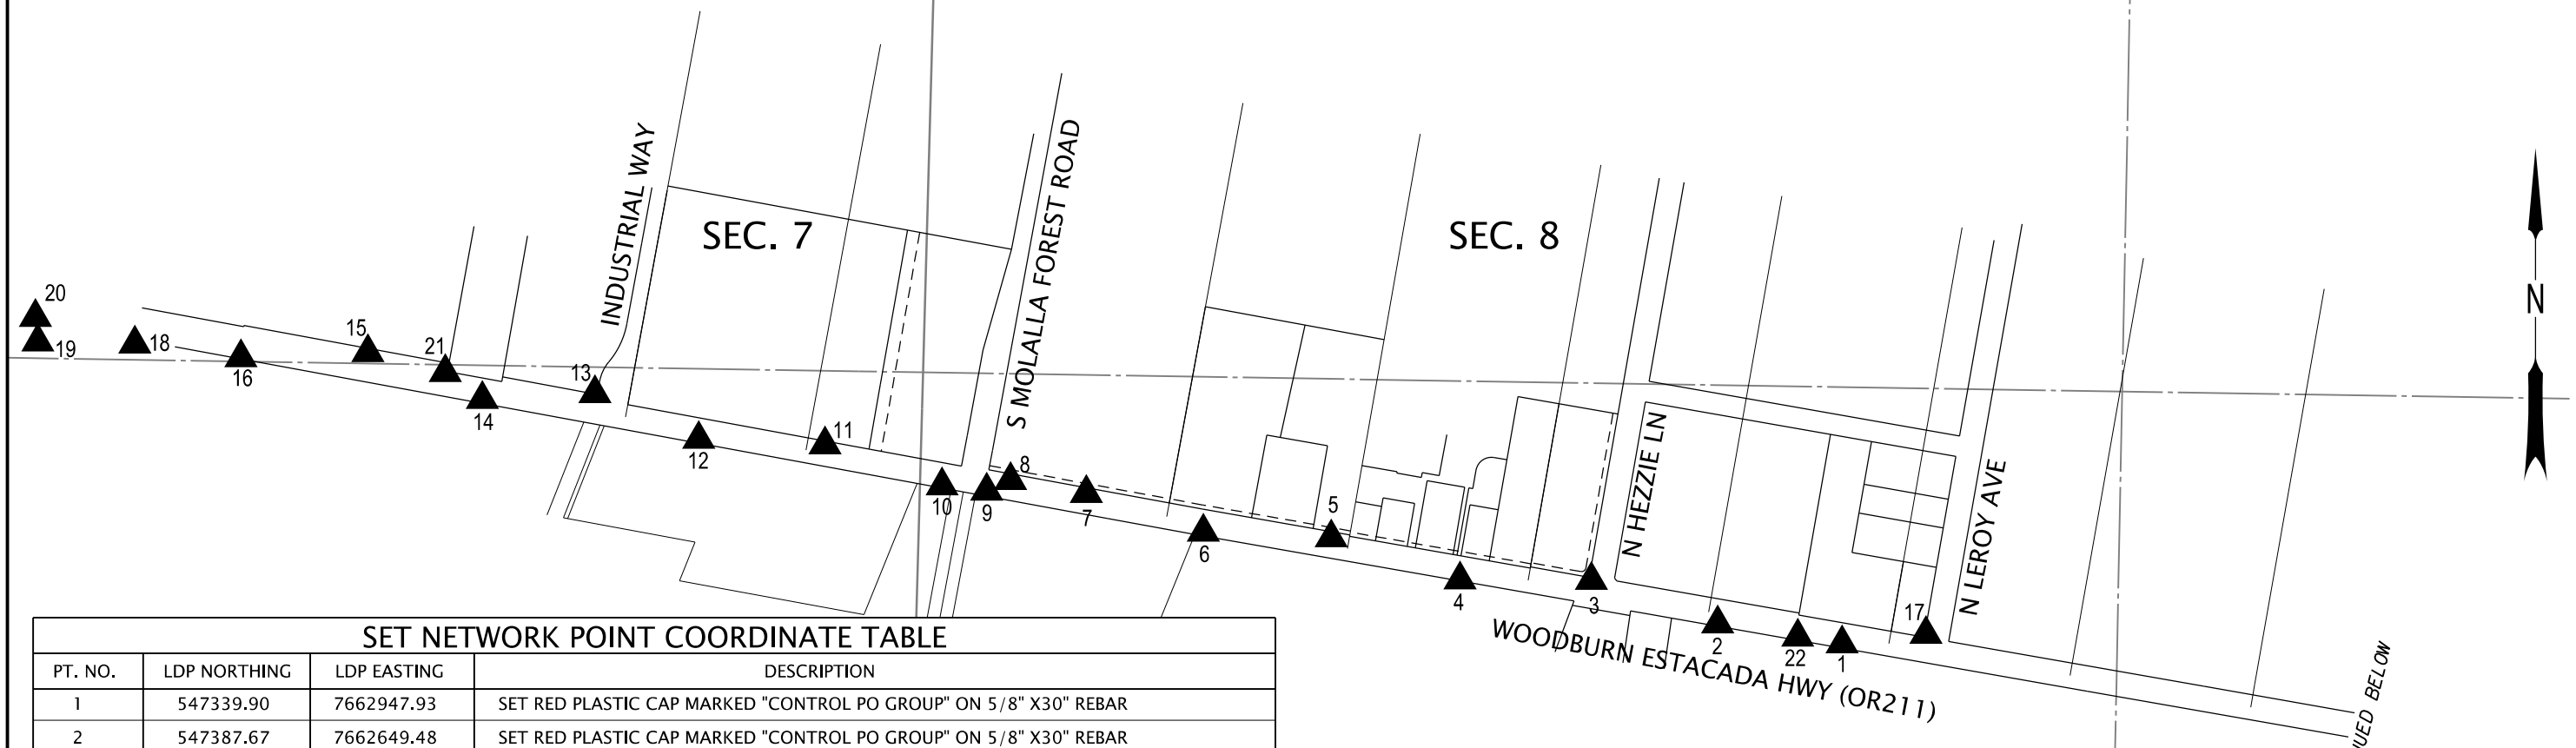 INDUSTRIAL WAY
SEC. 7
S MOLALLA FOREST ROAD
SEC. 8
N HEZZIE LN
N LEROY AVE
N
20
19
18
16
15
21
14
13
12
11
10
9
8
7
6
5
4
3
2
22
1
17
WOODBURN ESTACADA HWY (OR211)
BELOW
SET NETWORK POINT COORDINATE TABLE
PT. NO. LDP NORTHING LDP EASTING DESCRIPTION
1 547339.90 7662947.93 SET RED PLASTIC CAP MARKED "CONTROL PO GROUP" ON 5/8" X30" REBAR
2 547387.67 7662649.48 SET RED PLASTIC CAP MARKED "CONTROL PO GROUP" ON 5/8" X30" REBAR